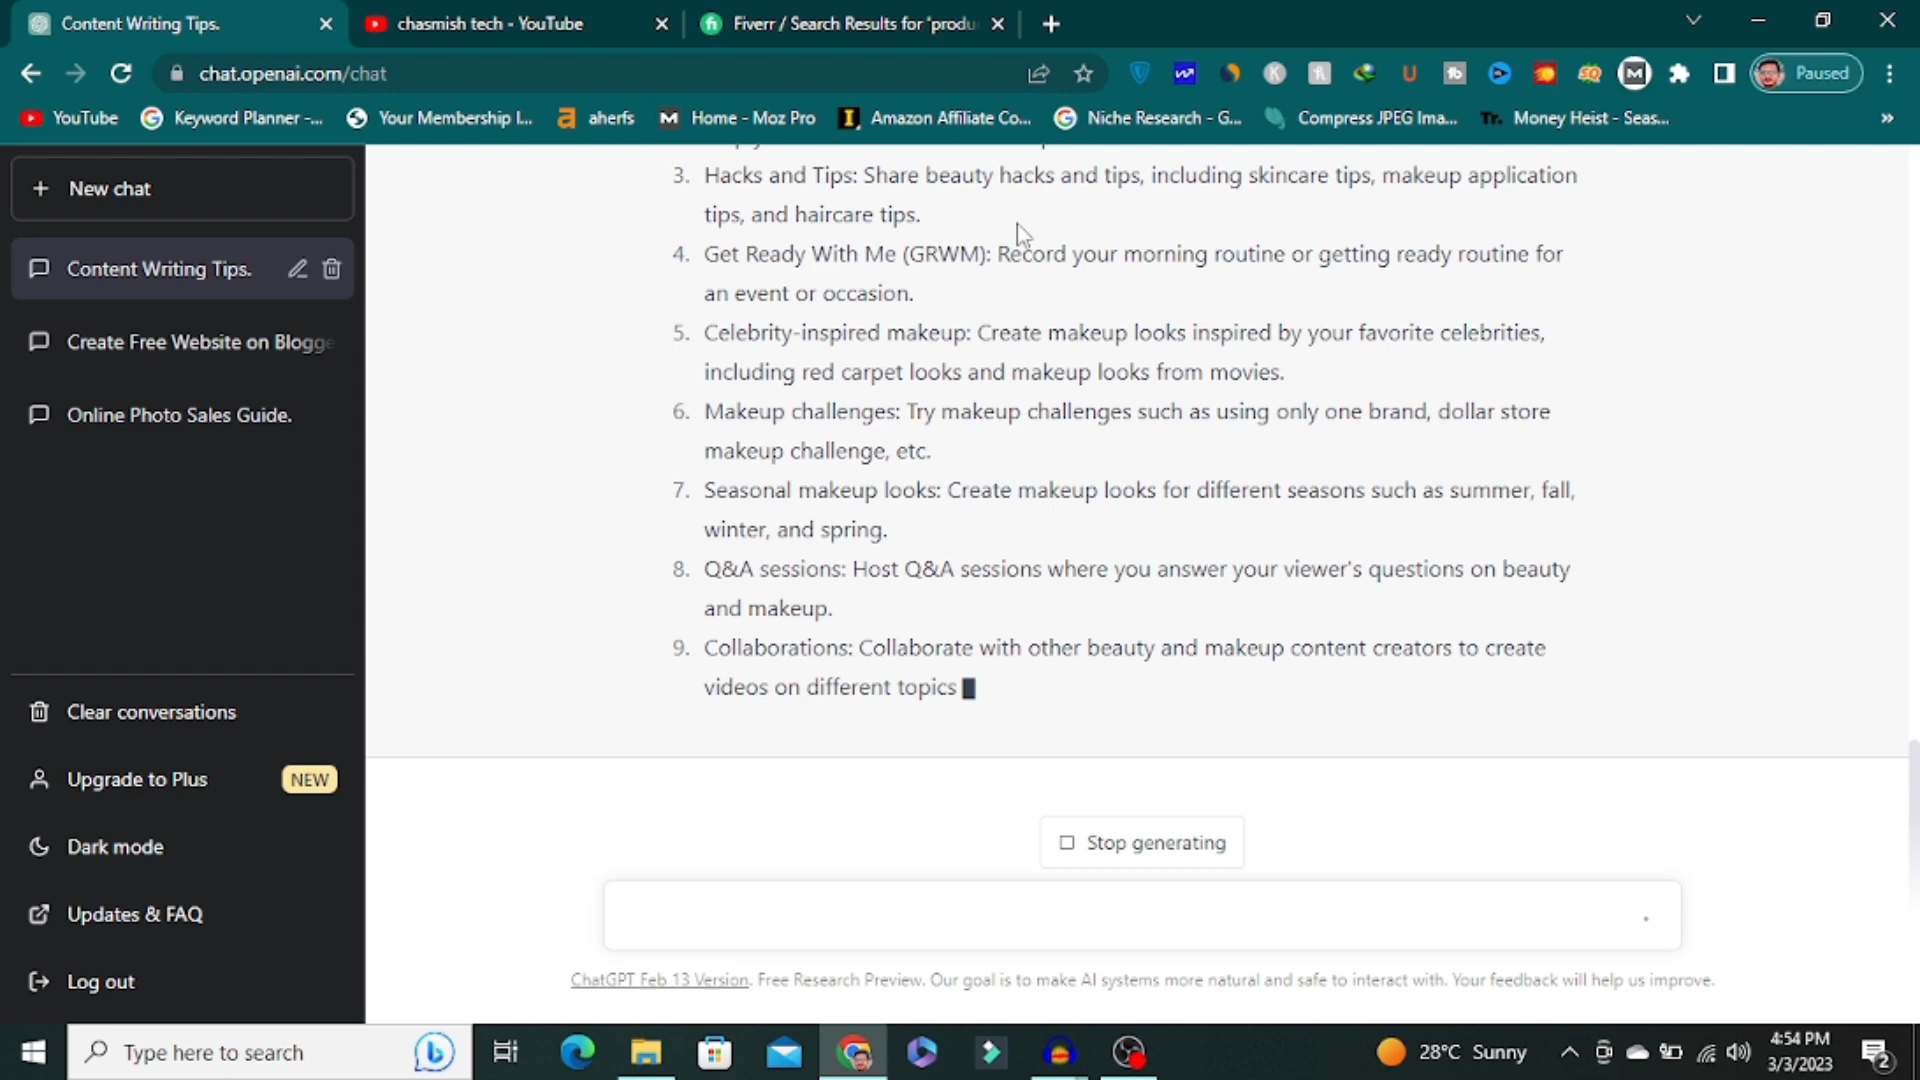 Content Writing Tips.
chasmish tech - YouTube
Fiverr / Search Results for 'produ
chat.openai.com/chat
Paused
YouTube
Keyword Planner -...
Your Membership I...
aherfs
Home - Moz Pro
Amazon Affiliate Co...
Niche Research - G...
Compress JPEG Ima...
Tr. Money Heist - Seas...
»
+ New chat
Content Writing Tips.
Create Free Website on Blogge
Online Photo Sales Guide.
Clear conversations
Upgrade to Plus NEW
Dark mode
Updates & FAQ
Log out
3. Hacks and Tips: Share beauty hacks and tips, including skincare tips, makeup application
tips, and haircare tips.
4. Get Ready With Me (GRWM): Record your morning routine or getting ready routine for
an event or occasion.
5. Celebrity-inspired makeup: Create makeup looks inspired by your favorite celebrities,
including red carpet looks and makeup looks from movies.
6. Makeup challenges: Try makeup challenges such as using only one brand, dollar store
makeup challenge, etc.
7. Seasonal makeup looks: Create makeup looks for different seasons such as summer, fall,
winter, and spring.
8. Q&A sessions: Host Q&A sessions where you answer your viewer's questions on beauty
and makeup.
9. Collaborations: Collaborate with other beauty and makeup content creators to create
videos on different topics
Stop generating
ChatGPT Feb 13 Version. Free Research Preview. Our goal is to make AI systems more natural and safe to interact with. Your feedback will help us improve.
Type here to search
28°C Sunny
4:54 PM
3/3/2023
2